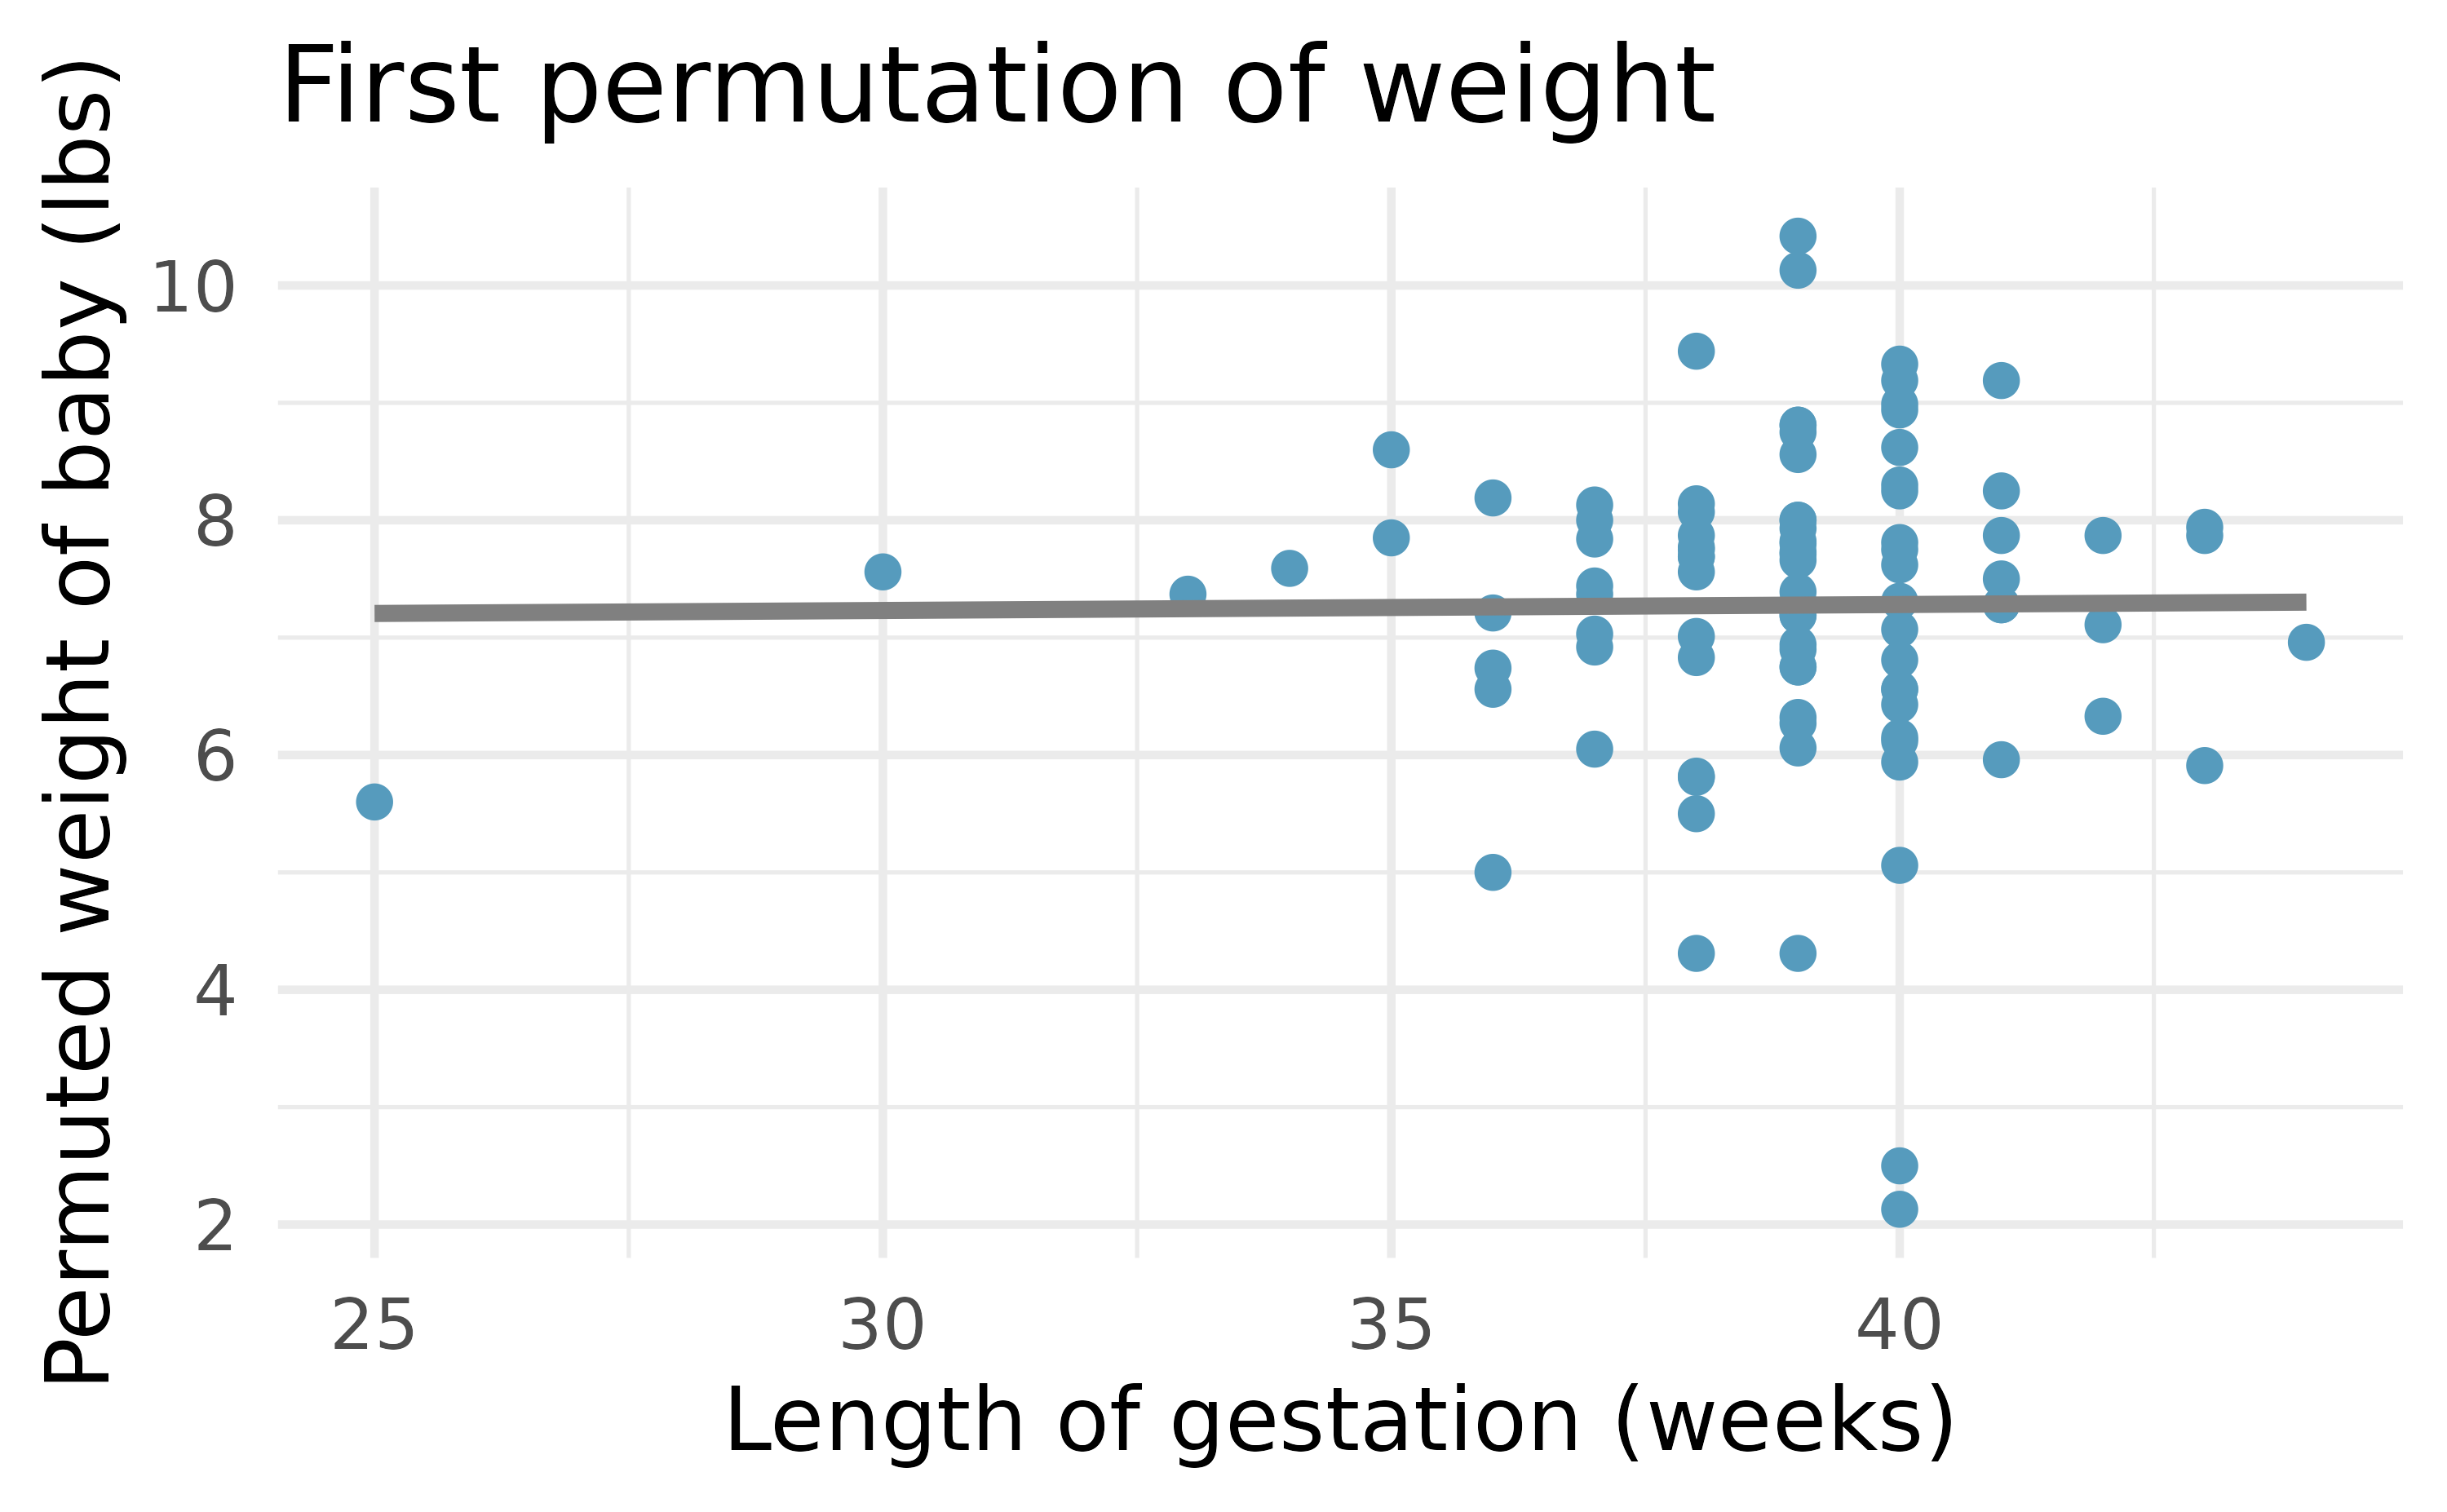 First permutation of weight
Permuted weight of baby (lbs)
10
8
6
4
2
25 30 35 40
Length of gestation (weeks)